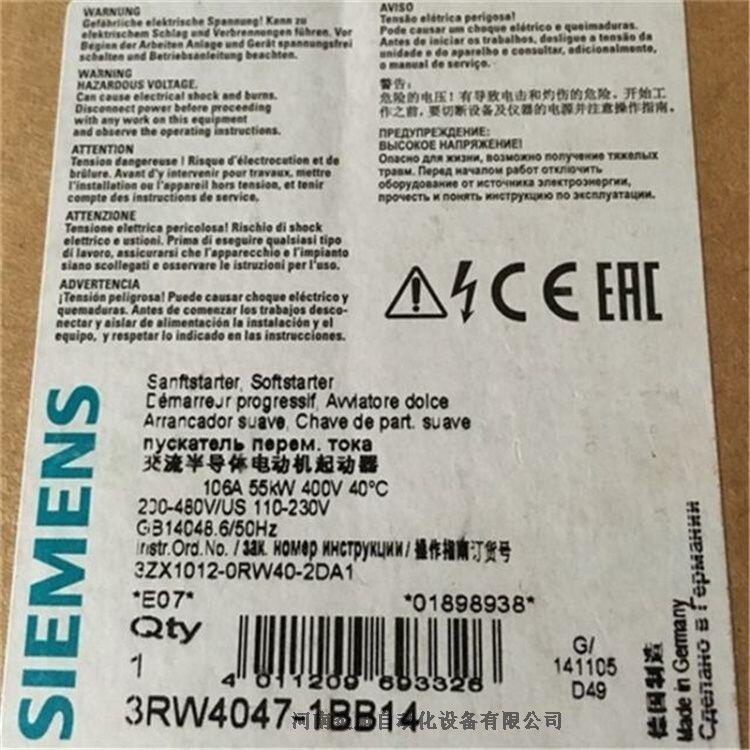 WARNUNG
Gefährliche elektrische Spannung! Kann zu
elektrischem Schlag und Verbrennungen führen. Vor
Beginn der Arbeiten Anlage und Gerät spannungsfrei
schalten und Betriebsanleitung beachten.
WARNING
HAZARDOUS VOLTAGE.
Can cause electrical shock and burns.
Disconnect power before proceeding
with any work on this equipment
and observe the operating instructions.
ATTENTION
Tension dangereuse ! Risque d'électrocution et de
brûlure. Avant d'y intervenir pour travaux, mettre
l'installation ou l'appareil hors tension, et tenir
compte des instructions de service.
ATTENZIONE
Tensione elettrica pericolosa! Rischio di shock
elettrico e ustioni. Prima di eseguire qualsiasi tipo
di lavoro, assicurarsi che l'apparecchio e l'impianto
siano scollegati e osservare le istruzioni per l'uso.
ADVERTENCIA
¡Tensión peligrosa! Puede causar choque eléctrico y
quemaduras. Antes de comenzar los trabajos desco-
nectar y aislar de alimentación la instalación y el
equipo, y respetar lo indicado en las instrucciones.
AVISO
Tensão elétrica perigosa!
Pode causar um choque elétrico e queimaduras.
Antes de iniciar os trabalhos, desligue a tensão da
unidade e do aparelho e consultar, adicionalmento,
o manual de serviço.
警告:
危险的电压! 有导致电击和灼伤的危险。开始工
作之前, 要切断设备及仪器的电源并注意操作指南。
ПРЕДУПРЕЖДЕНИЕ:
ВЫСОКОЕ НАПРЯЖЕНИЕ!
Опасно для жизни, возможно получение тяжелых
травм. Перед началом работ отключить
оборудование от источника электроэнергии,
прочесть и понять инструкцию по эксплуатации.
CE EAC
SIEMENS
Sanftstarter, Softstarter
Démarreur progressif, Avviatore dolce
Arrancador suave, Chave de part. suave
пускатель перем. тока
交流半导体电动机起动器
106A 55kW 400V 40°C
200-480V/US 110-230V
GB14048.6/50Hz
Instr.Ord.No. / зак. номер инструкции / 操作指南订货号
3ZX1012-0RW40-2DA1
*E07* *01898938*
Qty
1
4 011209 693326
G/
141105
D49
3RW4047-1BB14
德国制造
Made in Germany
Сделано в Германии
自动化设备有限公司